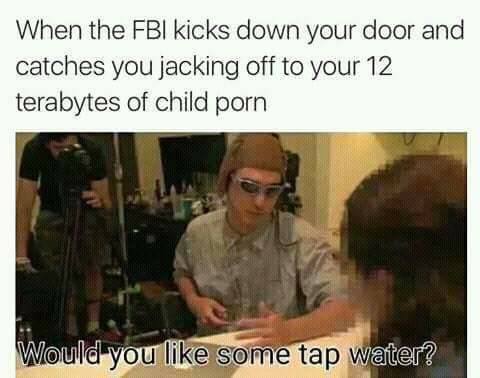 When the FBI kicks down your door and
catches you jacking off to your 12
terabytes of child porn
Would you like some tap water?